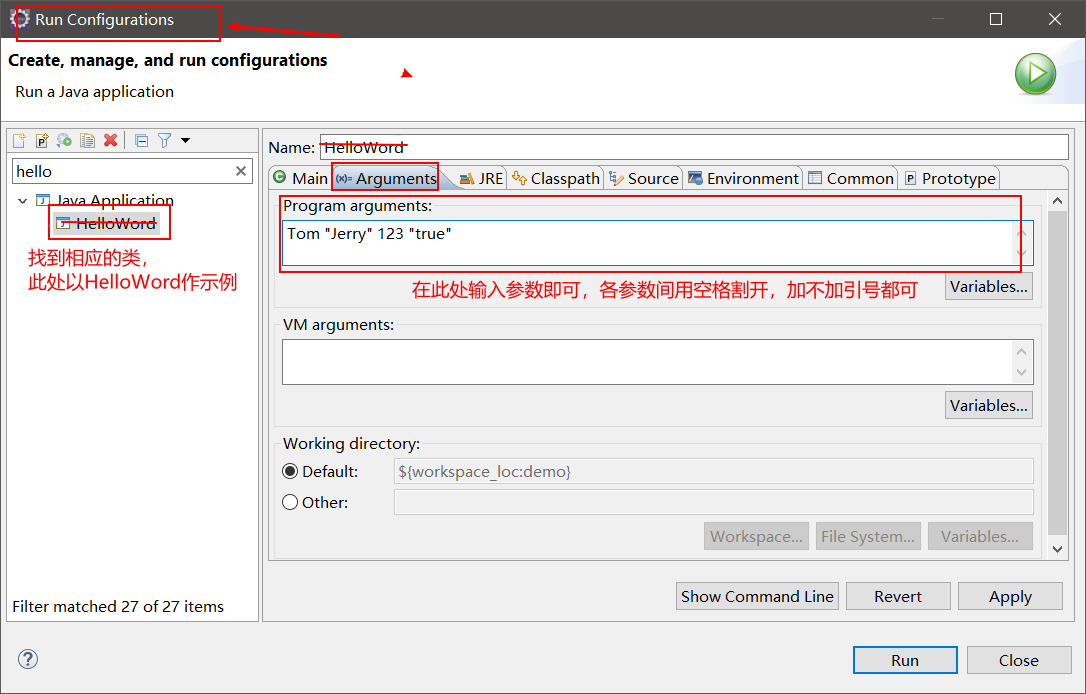 Run Configurations
Create, manage, and run configurations
Run a Java application
hello
Java Application
HelloWord
找到相应的类，
此处以HelloWord作示例
Filter matched 27 of 27 items
Name: HelloWord
Main (x)= Arguments JRE Classpath Source Environment Common Prototype
Program arguments:
Tom "Jerry" 123 "true"
在此处输入参数即可，各参数间用空格割开，加不加引号都可
Variables...
VM arguments:
Variables...
Working directory:
Default: ${workspace_loc:demo}
Other:
Workspace... File System... Variables...
Show Command Line Revert Apply
Run Close